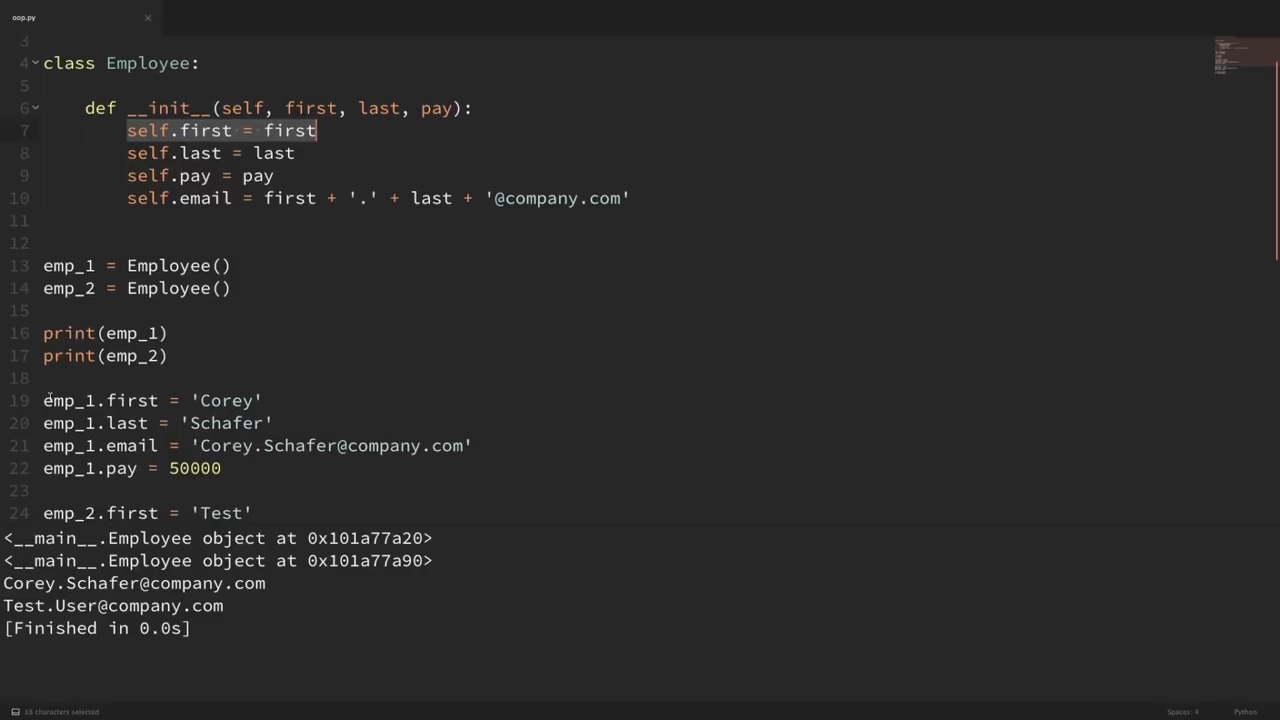 oop.py
3
4 class Employee:
5
6     def __init__(self, first, last, pay):
7         self.first = first
8         self.last = last
9         self.pay = pay
10         self.email = first + '.' + last + '@company.com'
11
12
13 emp_1 = Employee()
14 emp_2 = Employee()
15
16 print(emp_1)
17 print(emp_2)
18
19 emp_1.first = 'Corey'
20 emp_1.last = 'Schafer'
21 emp_1.email = 'Corey.Schafer@company.com'
22 emp_1.pay = 50000
23
24 emp_2.first = 'Test'
<__main__.Employee object at 0x101a77a20>
<__main__.Employee object at 0x101a77a90>
Corey.Schafer@company.com
Test.User@company.com
[Finished in 0.0s]
18 characters selected
Spaces: 4
Python